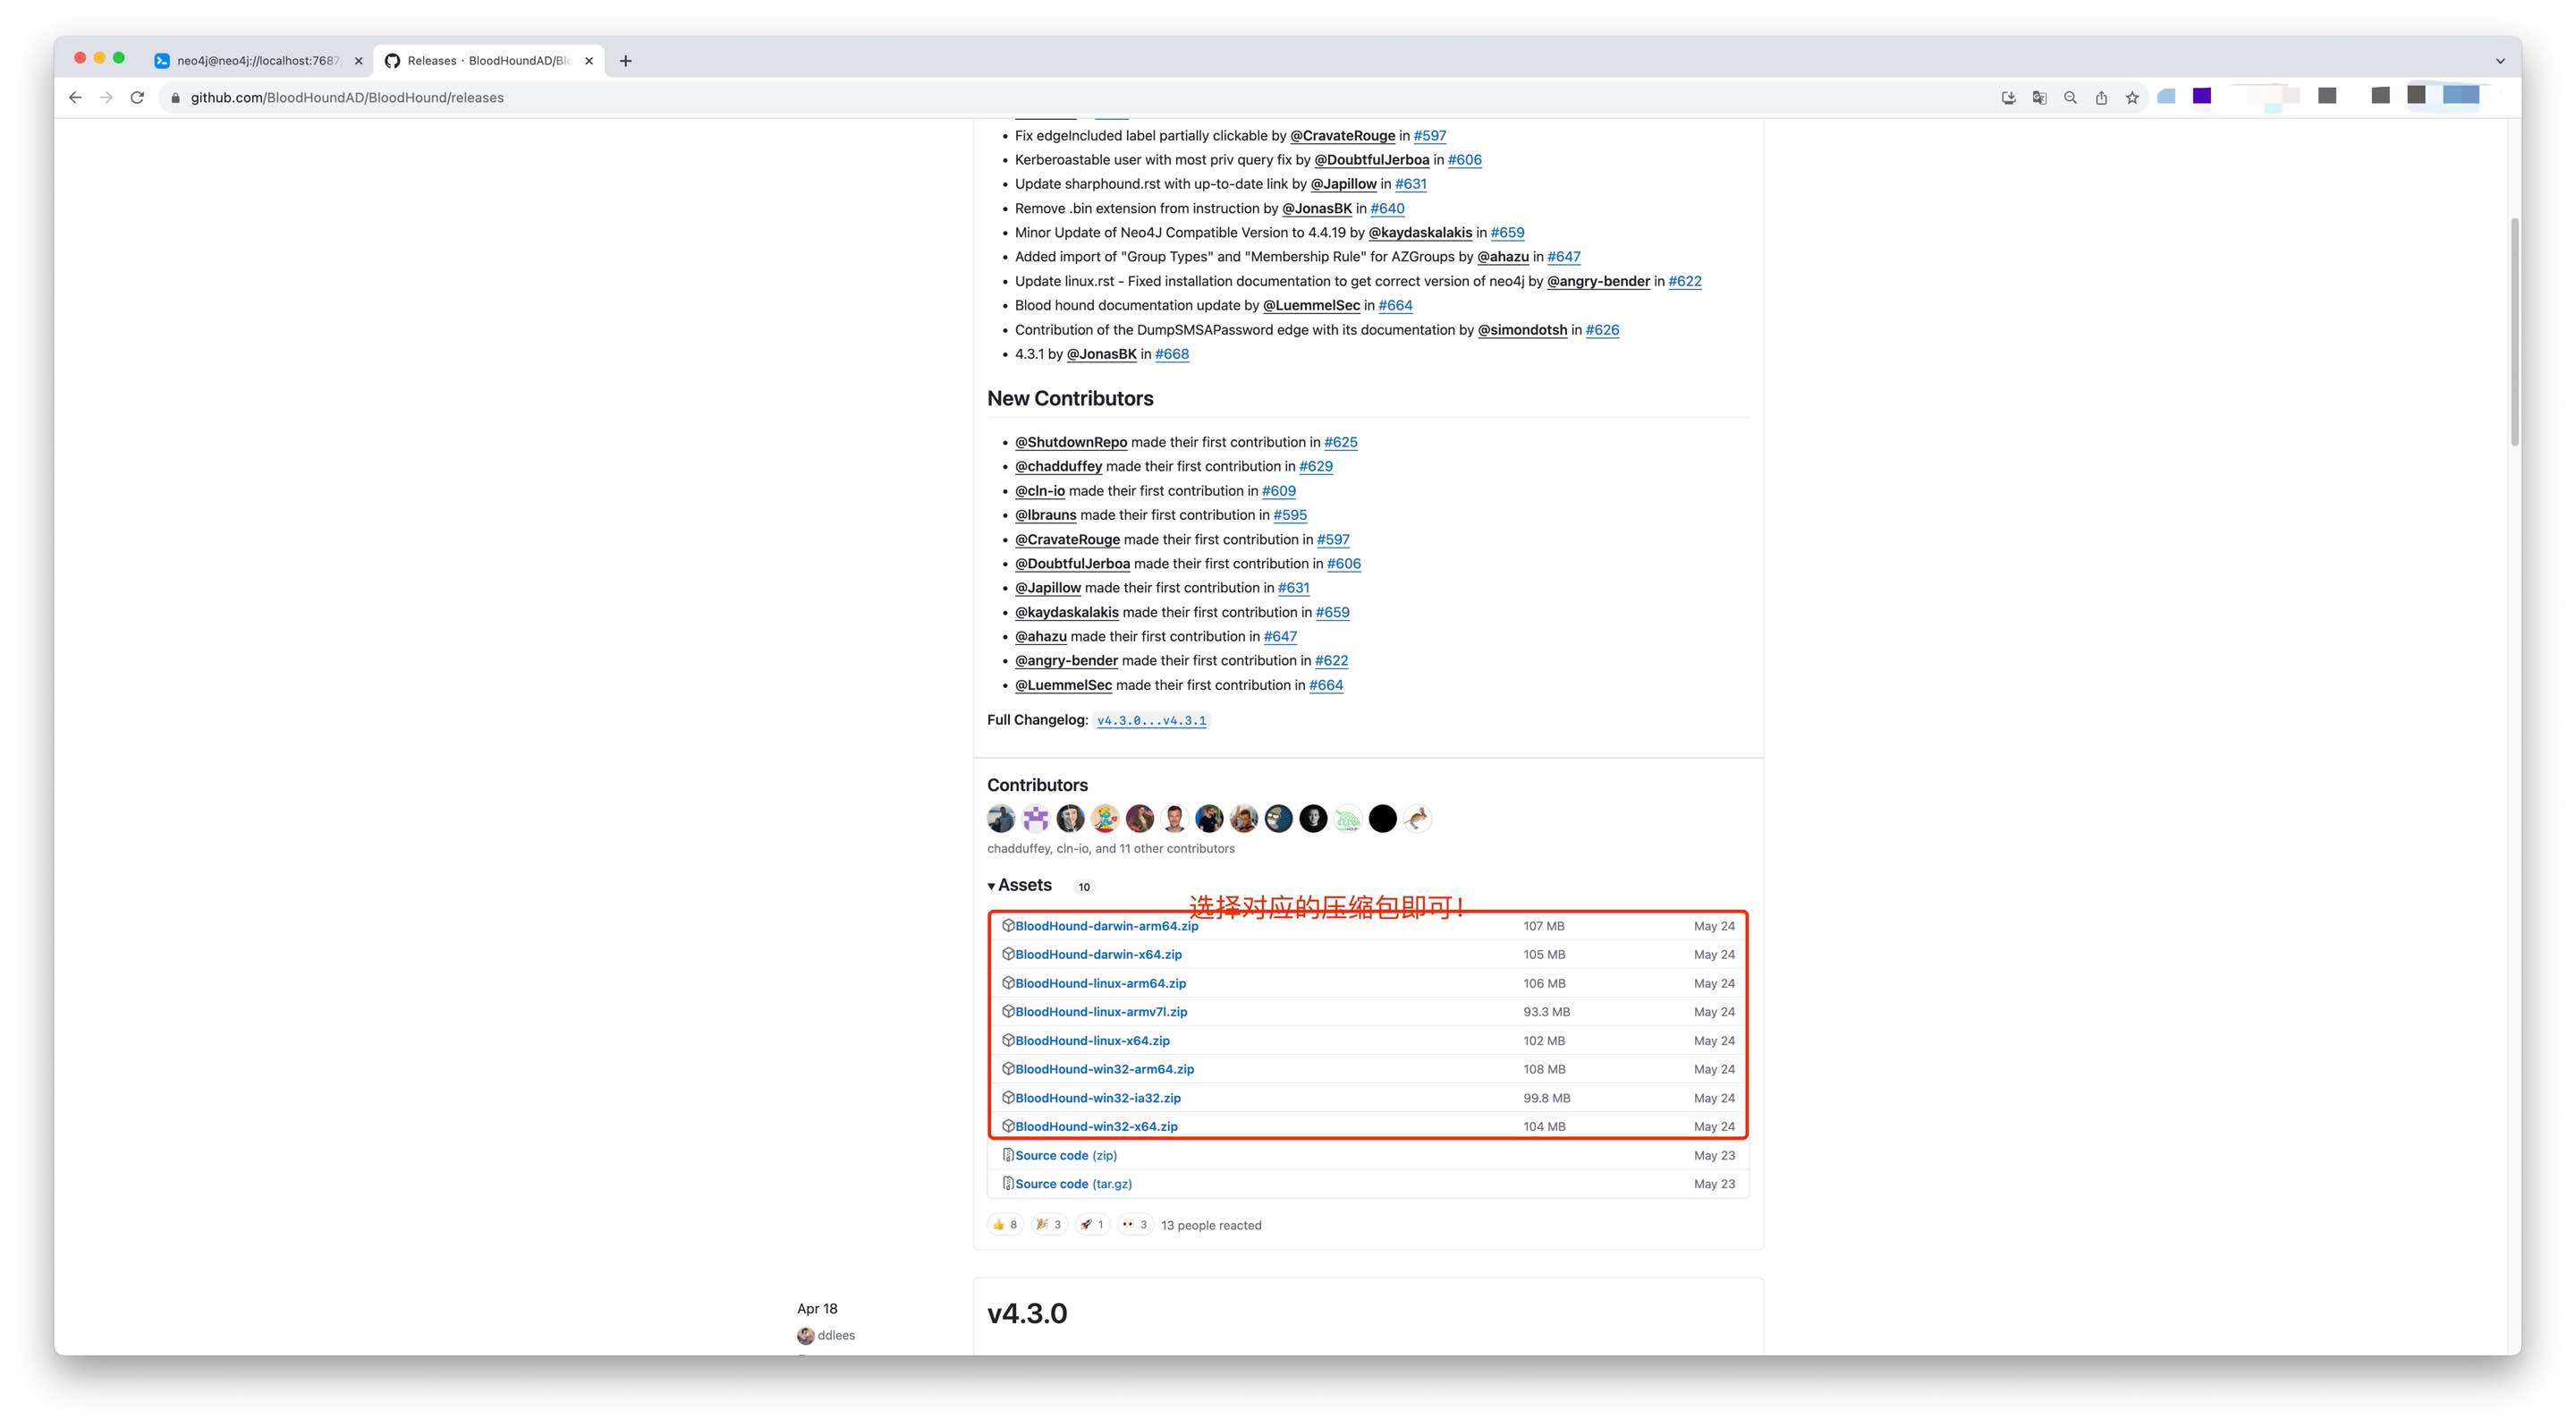 neo4j@neo4j://localhost:7687
Releases · BloodHoundAD/Blo
github.com/BloodHoundAD/BloodHound/releases
Fix edgeIncluded label partially clickable by @CravateRouge in #597
Kerberoastable user with most priv query fix by @DoubtfulJerboa in #606
Update sharphound.rst with up-to-date link by @Japillow in #631
Remove .bin extension from instruction by @JonasBK in #640
Minor Update of Neo4J Compatible Version to 4.4.19 by @kaydaskalakis in #659
Added import of "Group Types" and "Membership Rule" for AZGroups by @ahazu in #647
Update linux.rst - Fixed installation documentation to get correct version of neo4j by @angry-bender in #622
Blood hound documentation update by @LuemmelSec in #664
Contribution of the DumpSMSAPassword edge with its documentation by @simondotsh in #626
4.3.1 by @JonasBK in #668
New Contributors
@ShutdownRepo made their first contribution in #625
@chadduffey made their first contribution in #629
@cln-io made their first contribution in #609
@lbrauns made their first contribution in #595
@CravateRouge made their first contribution in #597
@DoubtfulJerboa made their first contribution in #606
@Japillow made their first contribution in #631
@kaydaskalakis made their first contribution in #659
@ahazu made their first contribution in #647
@angry-bender made their first contribution in #622
@LuemmelSec made their first contribution in #664
Full Changelog: v4.3.0...v4.3.1
Contributors
chadduffey, cln-io, and 11 other contributors
Assets 10
选择对应的压缩包即可!
BloodHound-darwin-arm64.zip 107 MB May 24
BloodHound-darwin-x64.zip 105 MB May 24
BloodHound-linux-arm64.zip 106 MB May 24
BloodHound-linux-armv7l.zip 93.3 MB May 24
BloodHound-linux-x64.zip 102 MB May 24
BloodHound-win32-arm64.zip 108 MB May 24
BloodHound-win32-ia32.zip 99.8 MB May 24
BloodHound-win32-x64.zip 104 MB May 24
Source code (zip) May 23
Source code (tar.gz) May 23
8 3 1 3 13 people reacted
Apr 18
v4.3.0
ddlees